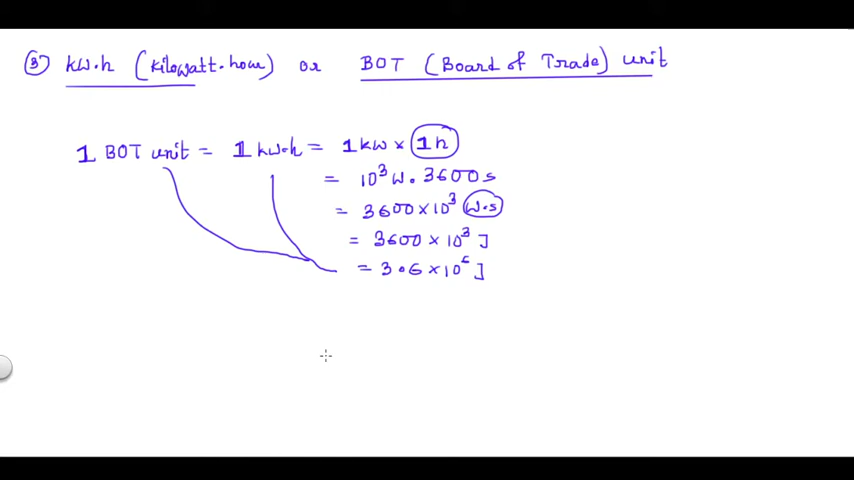 ③ kW·h (kilowatt-hour) or BOT (Board of Trade) unit
1 BOT unit = 1 kW·h = 1 kW × 1h
= 10³ W · 3600 s
= 3600 × 10³ W·s
= 3600 × 10³ J
= 3.6 × 10⁶ J